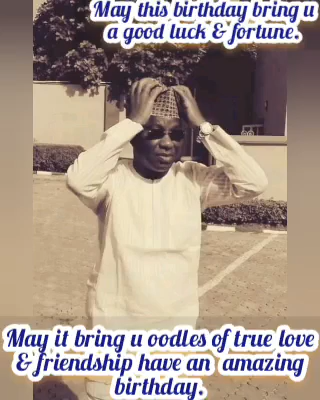 May this birthday bring u
a good luck & fortune.
May it bring u oodles of true love
& friendship have an amazing
birthday.